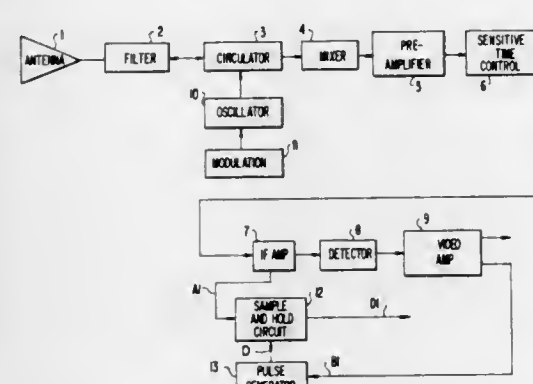 1
ANTENNA
2
FILTER
3
CIRCULATOR
4
MIXER
PRE-
AMPLIFIER
5
SENSITIVE
TIME
CONTROL
6
10
OSCILLATOR
11
MODULATION
7
IF AMP
8
DETECTOR
9
VIDEO
AMP
A1
12
SAMPLE
AND HOLD
CIRCUIT
D1
D
13
PULSE
GENERATOR
B1